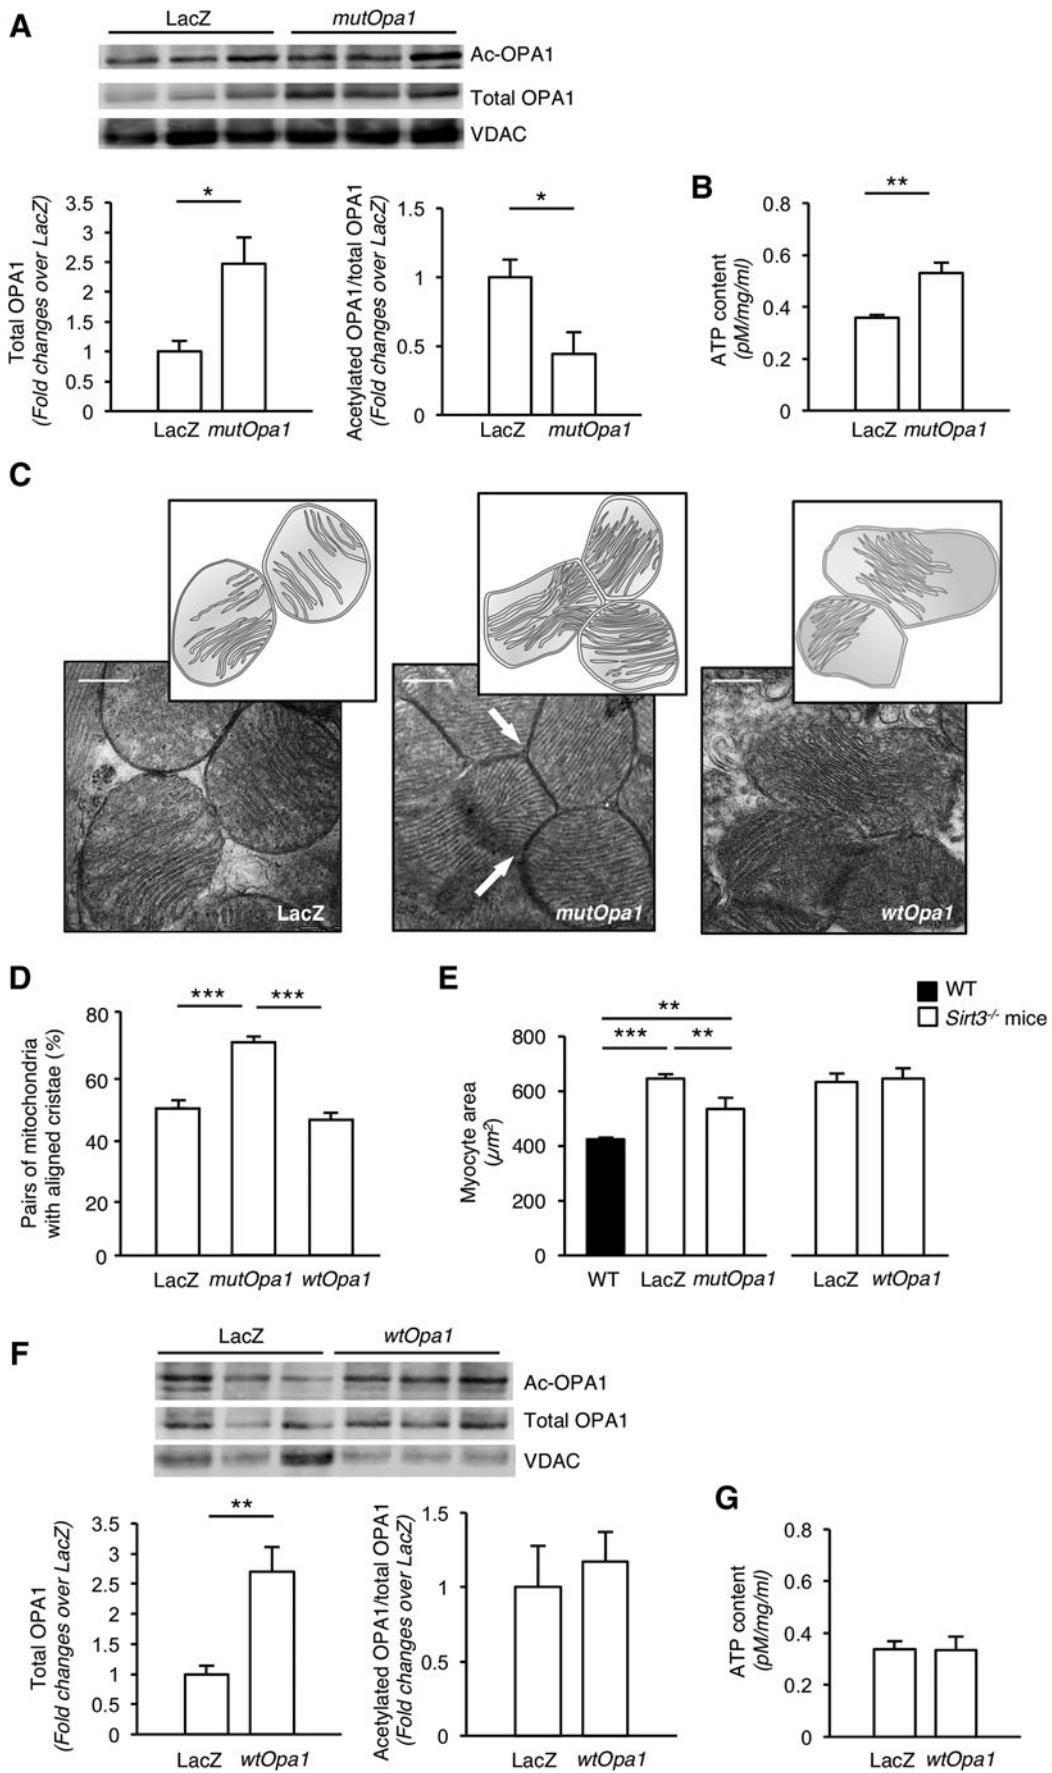 A
LacZ mutOpa1
Ac-OPA1
Total OPA1
VDAC
Total OPA1
(Fold changes over LacZ)
3.5
3
2.5
2
1.5
1
0.5
0
*
LacZ mutOpa1
Acetylated OPA1/total OPA1
(Fold changes over LacZ)
1.5
1
0.5
0
*
LacZ mutOpa1
B
ATP content
(pM/mg/ml)
0.8
0.6
0.4
0.2
0
**
LacZ mutOpa1
C
LacZ
mutOpa1
wtOpa1
D
Pairs of mitochondria
with aligned cristae (%)
80
60
40
20
0
*** ***
LacZ mutOpa1 wtOpa1
E
WT
Sirt3-/- mice
Myocyte area
(μm2)
800
600
400
200
0
**
*** **
WT LacZ mutOpa1
LacZ wtOpa1
F
LacZ wtOpa1
Ac-OPA1
Total OPA1
VDAC
Total OPA1
(Fold changes over LacZ)
3.5
3
2.5
2
1.5
1
0.5
0
**
LacZ wtOpa1
Acetylated OPA1/total OPA1
(Fold changes over LacZ)
1.5
1
0.5
0
LacZ wtOpa1
G
ATP content
(pM/mg/ml)
0.8
0.6
0.4
0.2
0
LacZ wtOpa1